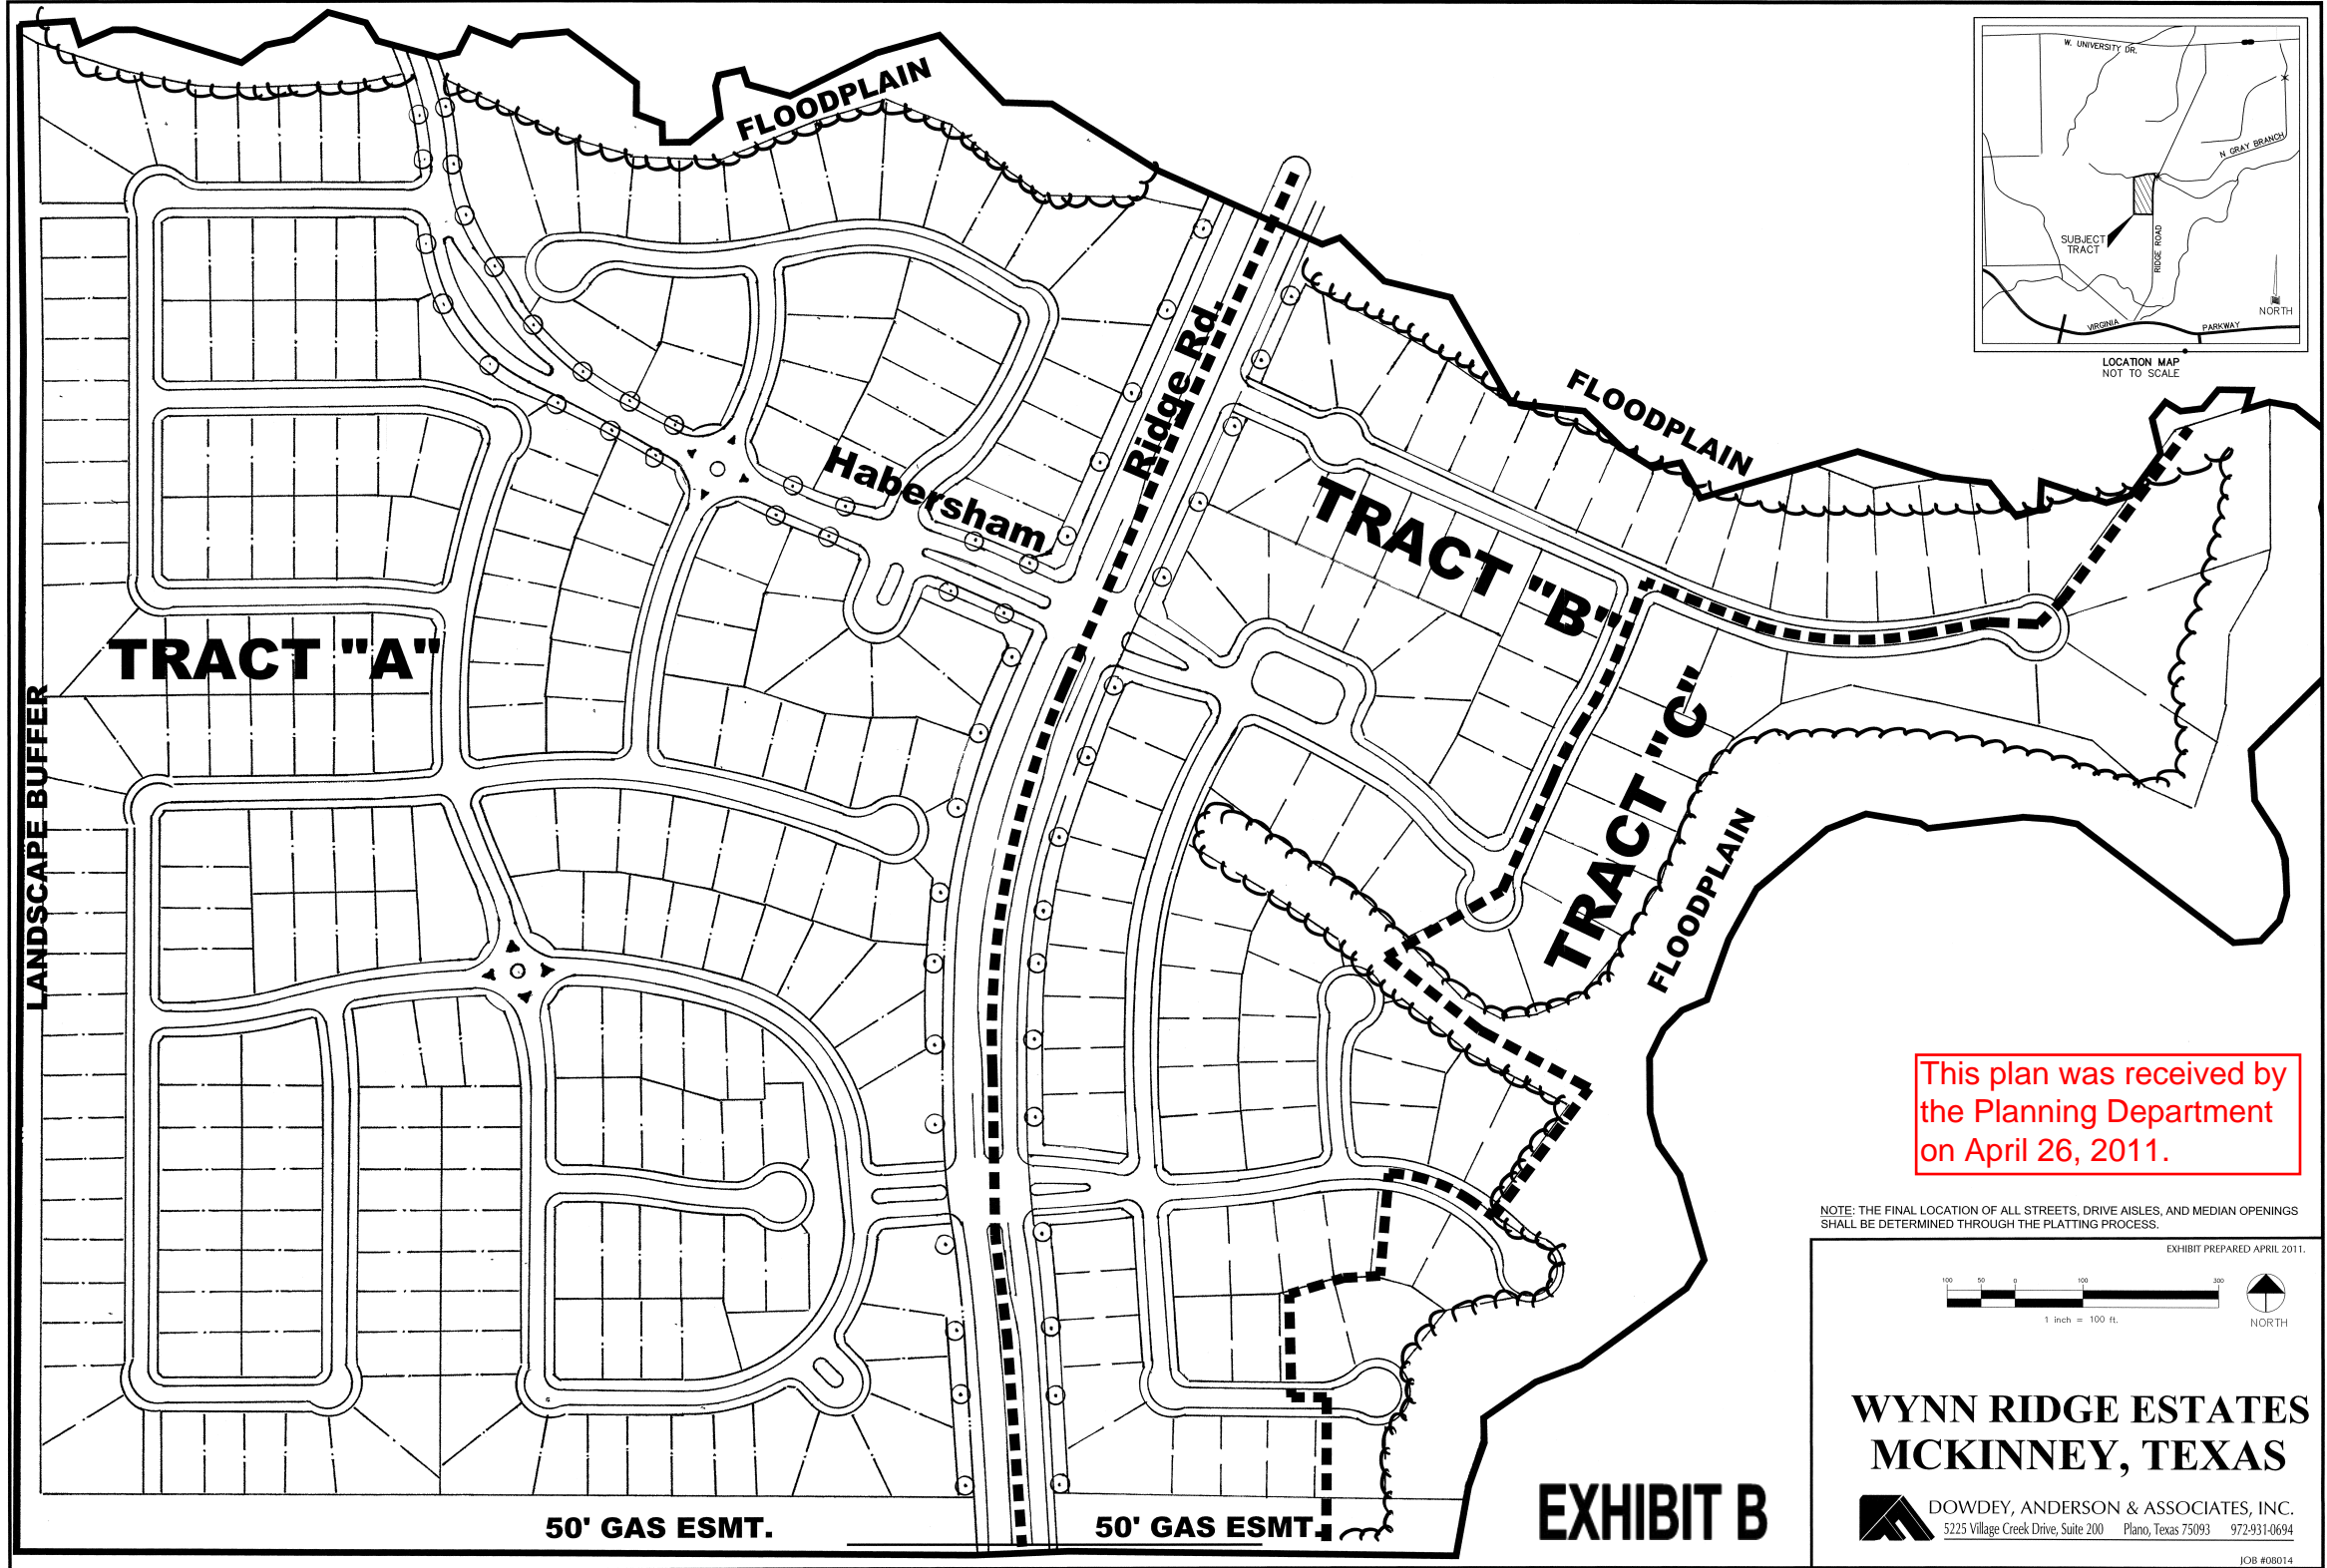 FLOODPLAIN
Ridge Rd.
Habersham
TRACT "A"
LANDSCAPE BUFFER
FLOODPLAIN
TRACT "B"
TRACT "C"
FLOODPLAIN
50' GAS ESMT.
50' GAS ESMT.
EXHIBIT B
W. UNIVERSITY DR.
N GRAY BRANCH
SUBJECT
TRACT
RIDGE ROAD
NORTH
VIRGINIA PARKWAY
LOCATION MAP
NOT TO SCALE
This plan was received by
the Planning Department
on April 26, 2011.
NOTE: THE FINAL LOCATION OF ALL STREETS, DRIVE AISLES, AND MEDIAN OPENINGS
SHALL BE DETERMINED THROUGH THE PLATTING PROCESS.
EXHIBIT PREPARED APRIL 2011.
100 50 0 100 300
1 inch = 100 ft.
NORTH
WYNN RIDGE ESTATES
MCKINNEY, TEXAS
DOWDEY, ANDERSON & ASSOCIATES, INC.
5225 Village Creek Drive, Suite 200 Plano, Texas 75093 972-931-0694
JOB #08014